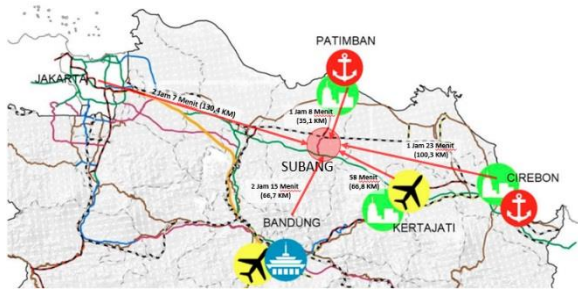 PATIMBAN
JAKARTA
2 Jam 7 Menit (130,4 KM)
1 Jam 8 Menit
(35,1 KM)
1 Jam 23 Menit
(100,3 KM)
SUBANG
58 Menit
(66,8 KM)
2 Jam 15 Menit
(66,7 KM)
CIREBON
BANDUNG
KERTAJATI